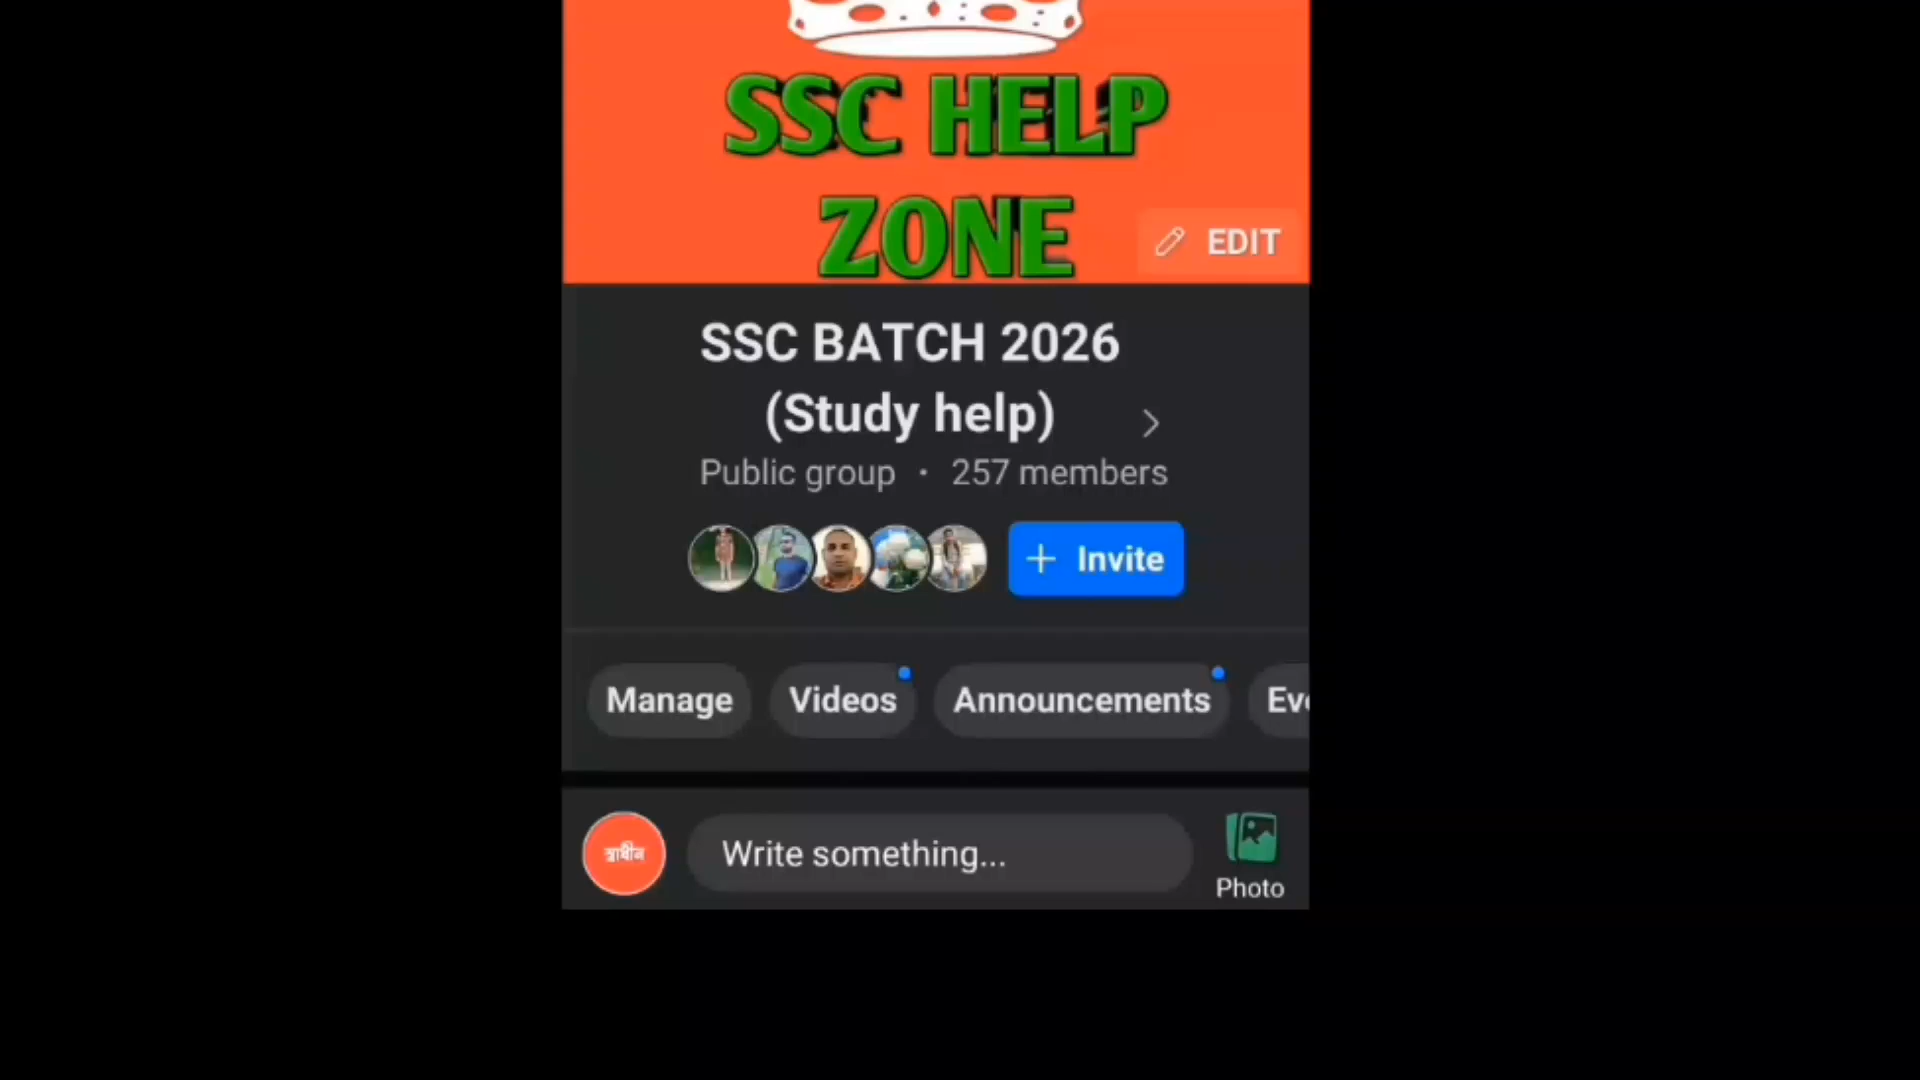 SSC HELP
ZONE
EDIT
SSC BATCH 2026
(Study help)
Public group · 257 members
+ Invite
Manage
Videos
Announcements
Eve
স্বাধীন
Write something...
Photo